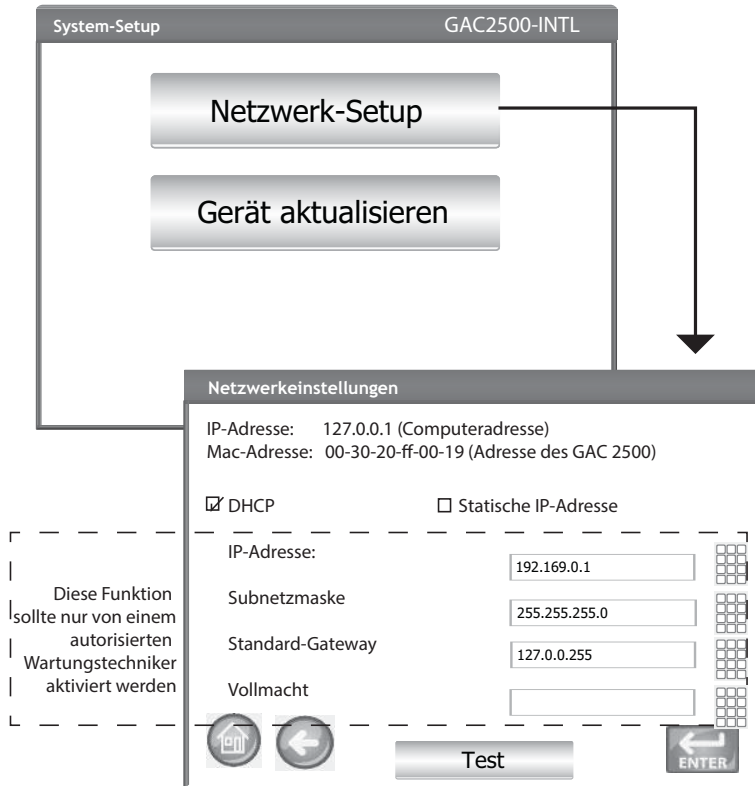 System-Setup GAC2500-INTL
Netzwerk-Setup
Gerät aktualisieren
Netzwerkeinstellungen
IP-Adresse: 127.0.0.1 (Computeradresse)
Mac-Adresse: 00-30-20-ff-00-19 (Adresse des GAC 2500)
DHCP Statische IP-Adresse
IP-Adresse: 192.169.0.1
Subnetzmaske 255.255.255.0
Standard-Gateway 127.0.0.255
Vollmacht
Diese Funktion
sollte nur von einem
autorisierten
Wartungstechniker
aktiviert werden
Test
ENTER